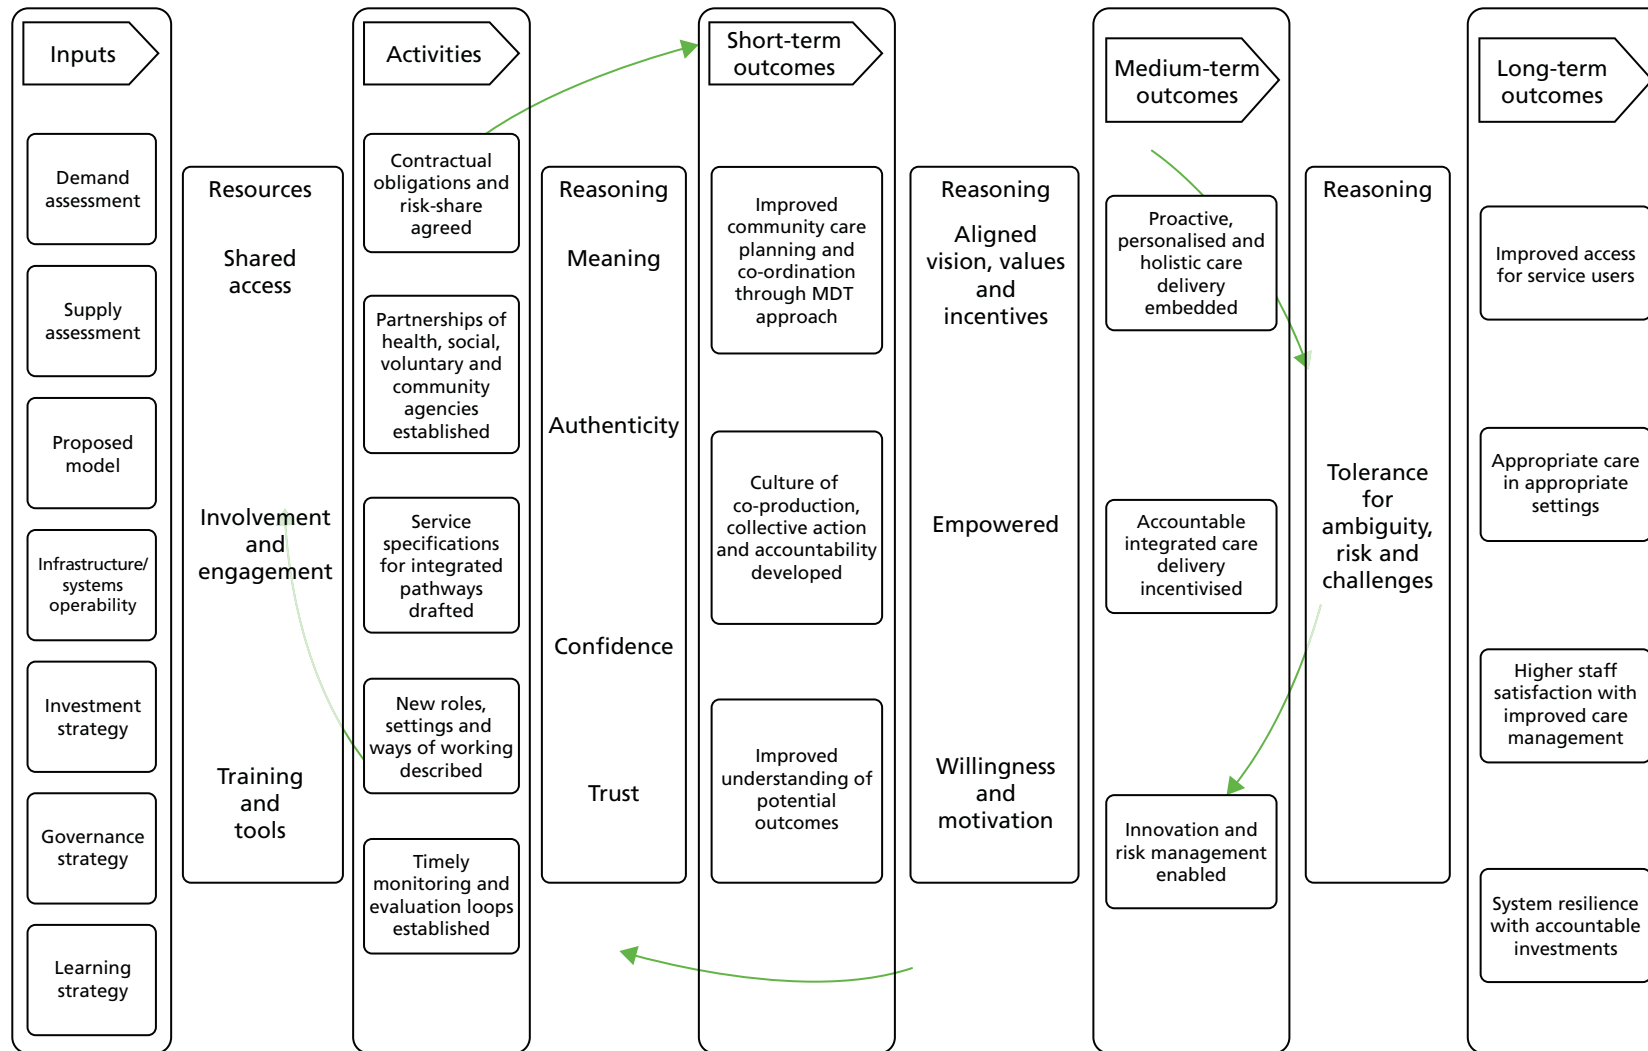 Inputs
Demand
assessment
Supply
assessment
Proposed
model
Infrastructure/
systems
operability
Investment
strategy
Governance
strategy
Learning
strategy
Resources
Shared
access
Involvement
and
engagement
Training
and
tools
Activities
Contractual
obligations and
risk-share
agreed
Partnerships of
health, social,
voluntary and
community
agencies
established
Service
specifications
for integrated
pathways
drafted
New roles,
settings and
ways of working
described
Timely
monitoring and
evaluation loops
established
Reasoning
Meaning
Authenticity
Confidence
Trust
Short-term
outcomes
Improved
community care
planning and
co-ordination
through MDT
approach
Culture of
co-production,
collective action
and accountability
developed
Improved
understanding of
potential
outcomes
Reasoning
Aligned
vision, values
and
incentives
Empowered
Willingness
and
motivation
Medium-term
outcomes
Proactive,
personalised and
holistic care
delivery
embedded
Accountable
integrated care
delivery
incentivised
Innovation and
risk management
enabled
Reasoning
Tolerance
for
ambiguity,
risk and
challenges
Long-term
outcomes
Improved access
for service users
Appropriate care
in appropriate
settings
Higher staff
satisfaction with
improved care
management
System resilience
with accountable
investments